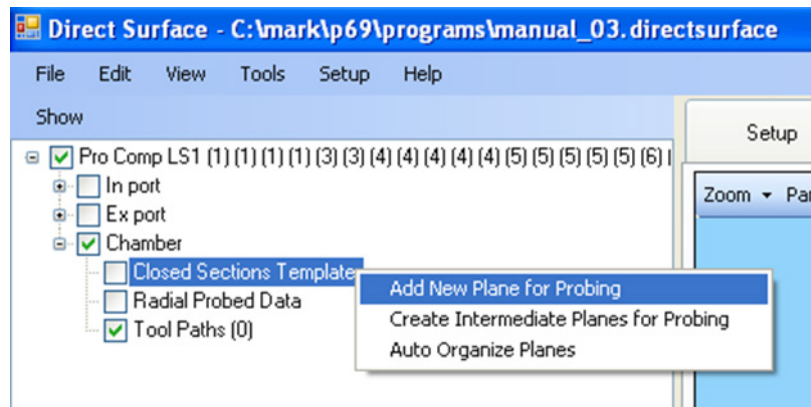 Direct Surface - C:\mark\p69\programs\manual_03.directsurface
File Edit View Tools Setup Help
Show
Setup
Pro Comp LS1 (1) (1) (1) (1) (3) (3) (4) (4) (4) (4) (4) (5) (5) (5) (5) (5) (6)
Zoom
In port
Ex port
Chamber
Closed Sections Template
Add New Plane for Probing
Radial Probed Data
Create Intermediate Planes for Probing
Tool Paths (0)
Auto Organize Planes